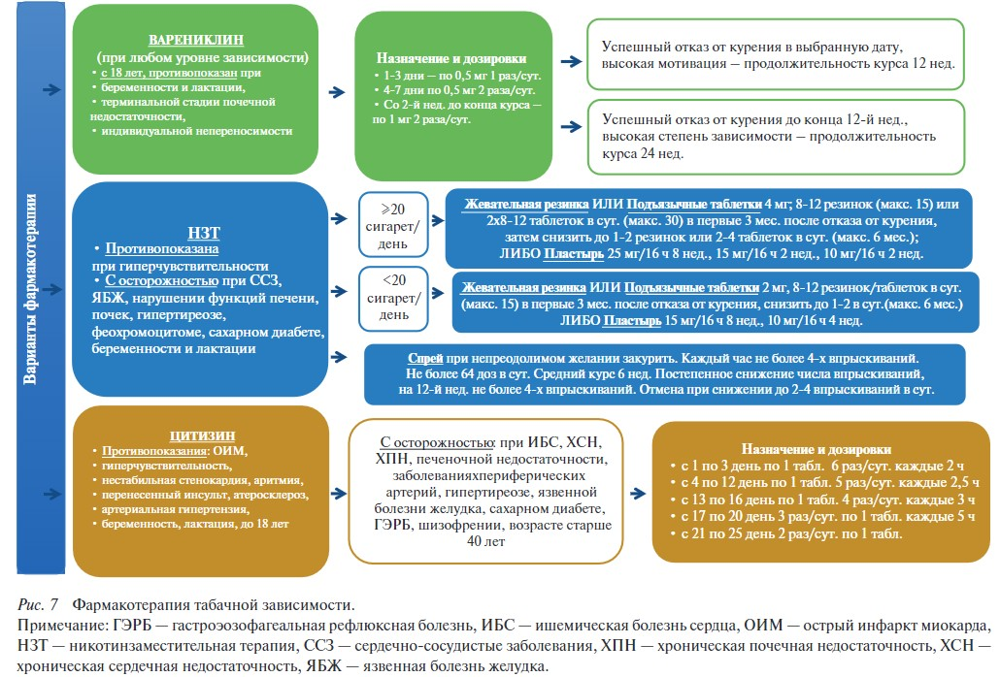 Варианты фармакотерапии
ВАРЕНИКЛИН
(при любом уровне зависимости)
• с 18 лет, противопоказан при
• беременности и лактации,
• терминальной стадии почечной
недостаточности,
• индивидуальной непереносимости
Назначение и дозировки
• 1-3 дни — по 0,5 мг 1 раз/сут.
• 4-7 дни по 0,5 мг 2 раза/сут.
• Со 2-й нед. до конца курса —
по 1 мг 2 раза/сут.
Успешный отказ от курения в выбранную дату,
высокая мотивация — продолжительность курса 12 нед.
Успешный отказ от курения до конца 12-й нед.,
высокая степень зависимости — продолжительность
курса 24 нед.
НЗТ
• Противопоказана
при гиперчувствительности
• С осторожностью при ССЗ,
ЯБЖ, нарушении функций печени,
почек, гипертиреозе,
феохромоцитоме, сахарном диабете,
беременности и лактации
⩾20
сигарет/
день
Жевательная резинка ИЛИ Подъязычные таблетки 4 мг; 8-12 резинок (макс. 15) или
2х8-12 таблеток в сут. (макс. 30) в первые 3 мес. после отказа от курения,
затем снизить до 1-2 резинок или 2-4 таблеток в сут. (макс. 6 мес.);
ЛИБО Пластырь 25 мг/16 ч 8 нед., 15 мг/16 ч 2 нед., 10 мг/16 ч 2 нед.
<20
сигарет/
день
Жевательная резинка ИЛИ Подъязычные таблетки 2 мг, 8-12 резинок/таблеток в сут.
(макс. 15) в первые 3 мес. после отказа от курения, снизить до 1-2 в сут.(макс. 6 мес.)
ЛИБО Пластырь 15 мг/16 ч 8 нед., 10 мг/16 ч 4 нед.
Спрей при непреодолимом желании закурить. Каждый час не более 4-х впрыскиваний.
Не более 64 доз в сут. Средний курс 6 нед. Постепенное снижение числа впрыскиваний,
на 12-й нед. не более 4-х впрыскиваний. Отмена при снижении до 2-4 впрыскиваний в сут.
ЦИТИЗИН
• Противопоказания: ОИМ,
• гиперчувствительность,
• нестабильная стенокардия, аритмия,
• перенесенный инсульт, атеросклероз,
• артериальная гипертензия,
• беременность, лактация, до 18 лет
С осторожностью: при ИБС, ХСН,
ХПН, печеночной недостаточности,
заболеванияхпериферических
артерий, гипертиреозе, язвенной
болезни желудка, сахарном диабете,
ГЭРБ, шизофрении, возрасте старше
40 лет
Назначение и дозировки
• с 1 по 3 день по 1 табл. 6 раз/сут. каждые 2 ч
• с 4 по 12 день по 1 табл. 5 раз/сут. каждые 2,5 ч
• с 13 по 16 день по 1 табл. 4 раз/сут. каждые 3 ч
• с 17 по 20 день 3 раз/сут. по 1 табл. каждые 5 ч
• с 21 по 25 день 2 раз/сут. по 1 табл.
Рис. 7 Фармакотерапия табачной зависимости.
Примечание: ГЭРБ — гастроэозофагеальная рефлюксная болезнь, ИБС — ишемическая болезнь сердца, ОИМ — острый инфаркт миокарда,
НЗТ — никотинзаместительная терапия, ССЗ — сердечно-сосудистые заболевания, ХПН — хроническая почечная недостаточность, ХСН —
хроническая сердечная недостаточность, ЯБЖ — язвенная болезнь желудка.